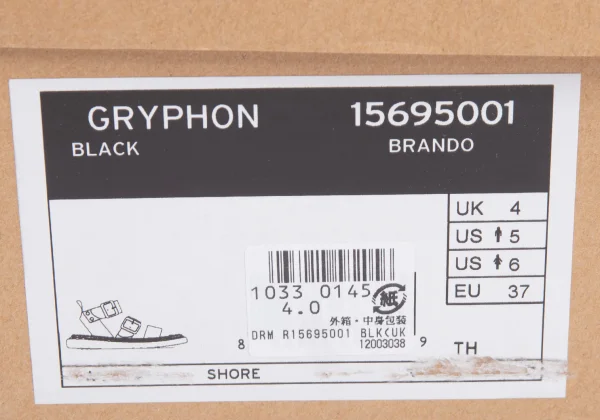 GRYPHON 15695001
BLACK BRANDO
UK 4
US 5
US 6
EU 37
1033 0145
4.0
紙
外箱・中身包装
DRM R15695001 BLK<UK
8 12003038 9
TH
SHORE